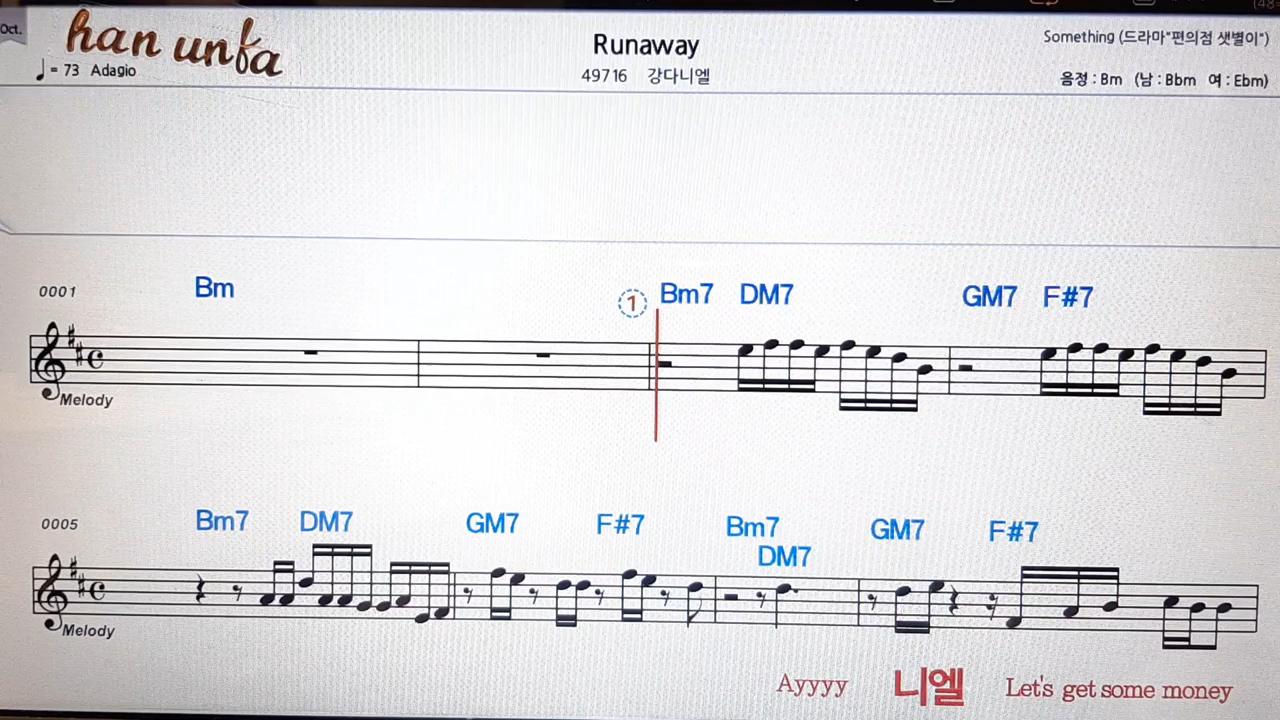 Oct.
han unfa
♩= 73 Adagio
Runaway
49716 강다니엘
Something (드라마"편의점 샛별이")
음정 : Bm (남 : Bbm 여 : Ebm)
0001
Bm
①
Bm7 DM7 GM7 F#7
Melody
0005
Bm7 DM7 GM7 F#7 Bm7 DM7 GM7 F#7
Melody
Ayyyy 니엘 Let's get some money